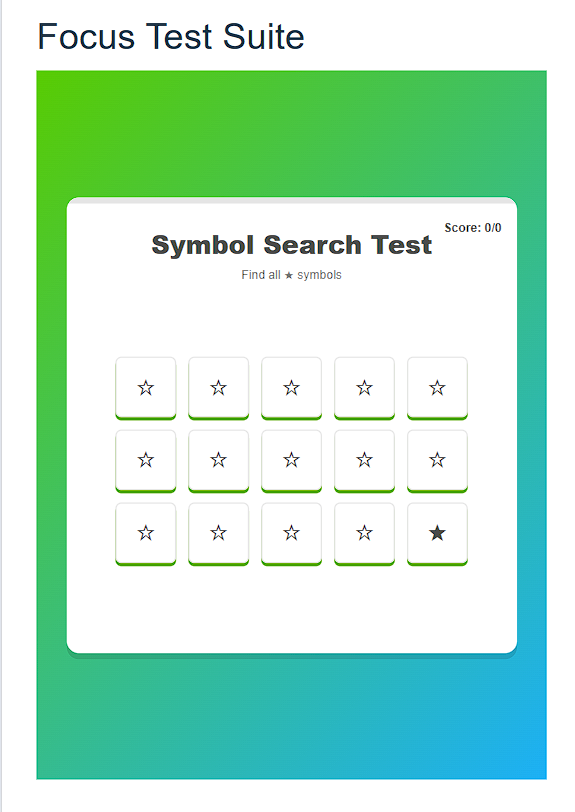 Focus Test Suite
Score: 0/0
Symbol Search Test
Find all ★ symbols
☆ ☆ ☆ ☆ ☆
☆ ☆ ☆ ☆ ☆
☆ ☆ ☆ ☆ ★